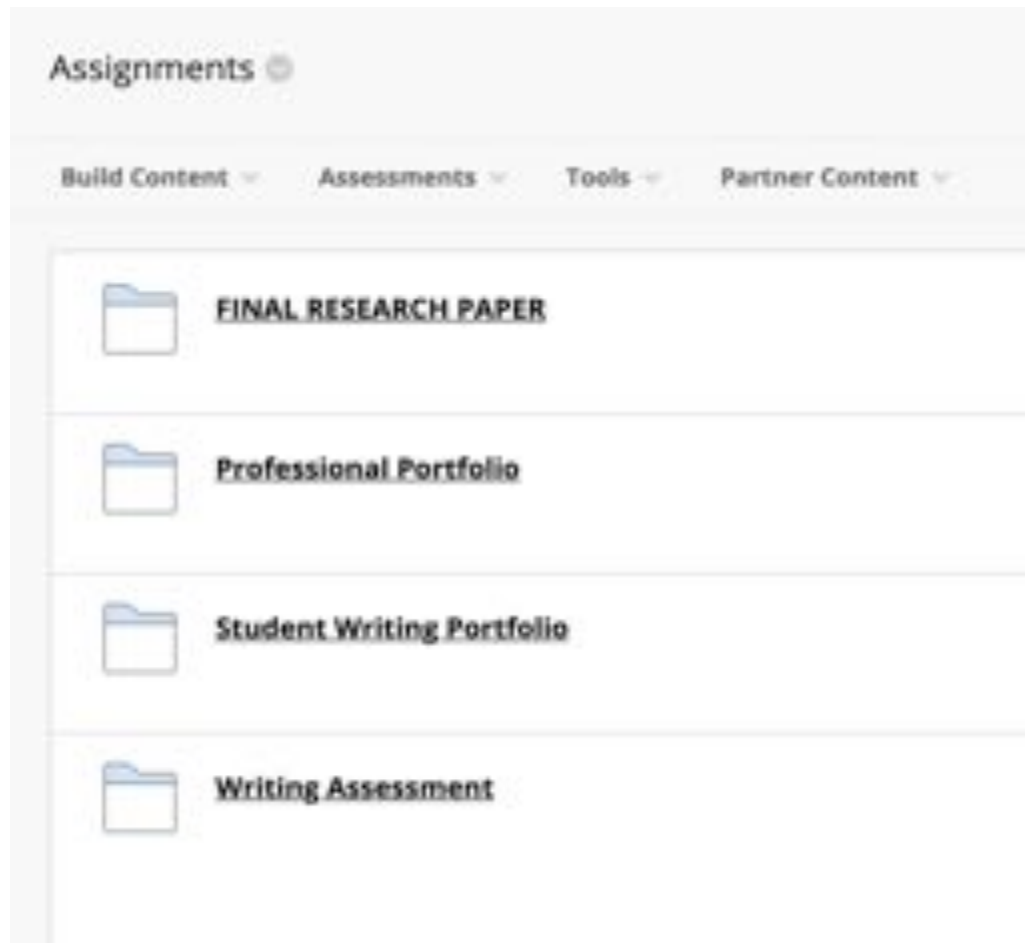 Assignments
Build Content Assessments Tools Partner Content
FINAL RESEARCH PAPER
Professional Portfolio
Student Writing Portfolio
Writing Assessment